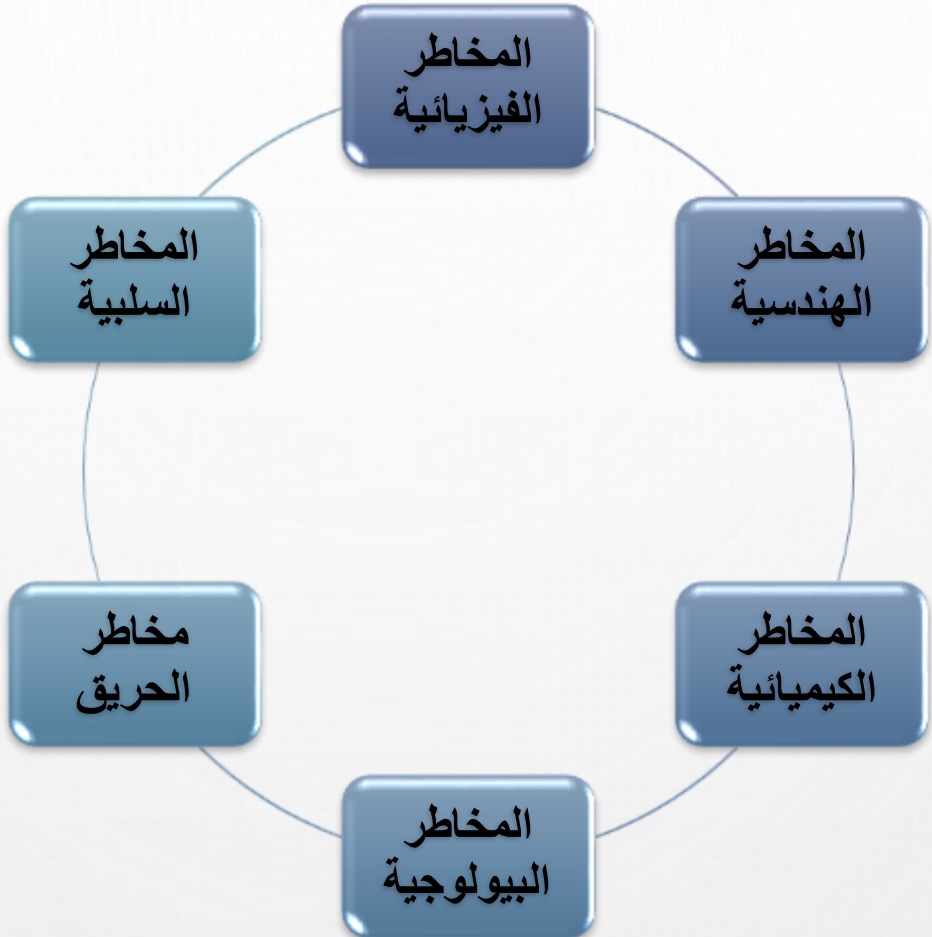 المخاطر
الفيزيائية
المخاطر
الهندسية
المخاطر
الكيميائية
المخاطر
البيولوجية
مخاطر
الحريق
المخاطر
السلبية